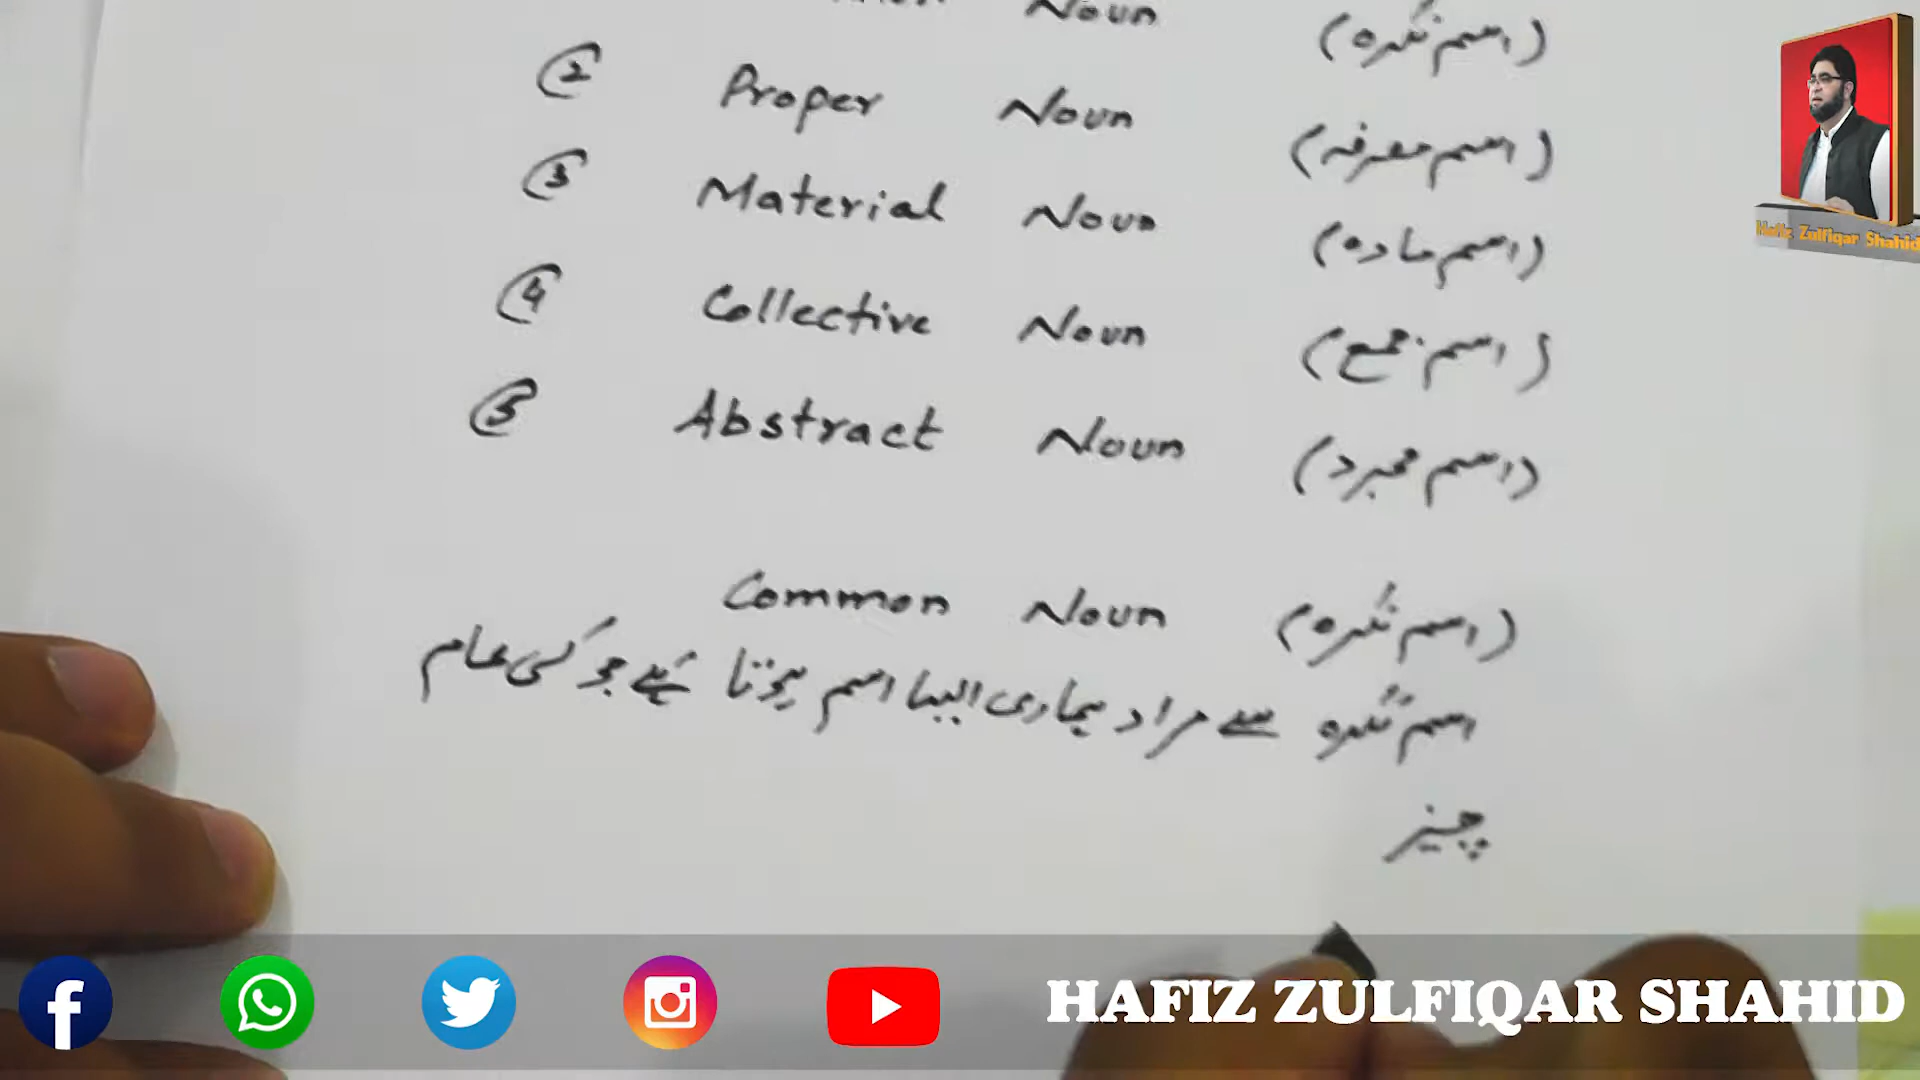 Noun (اسم نکرہ)
② Proper Noun (اسم معرفہ)
③ Material Noun (اسم مادہ)
④ Collective Noun (اسم جمع)
⑤ Abstract Noun (اسم مجرد)
Common Noun (اسم نکرہ)
اسم نکرہ سے مراد ہماری ایسا اسم ہوتا ہے جو کسی عام
چیز
Hafiz Zulfiqar Shahid
HAFIZ ZULFIQAR SHAHID